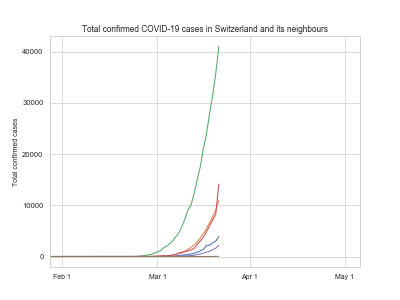 Total confirmed COVID-19 cases in Switzerland and its neighbours
40000
30000
20000
10000
0
Total confirmed cases
Feb 1
Mar 1
Apr 1
May 1